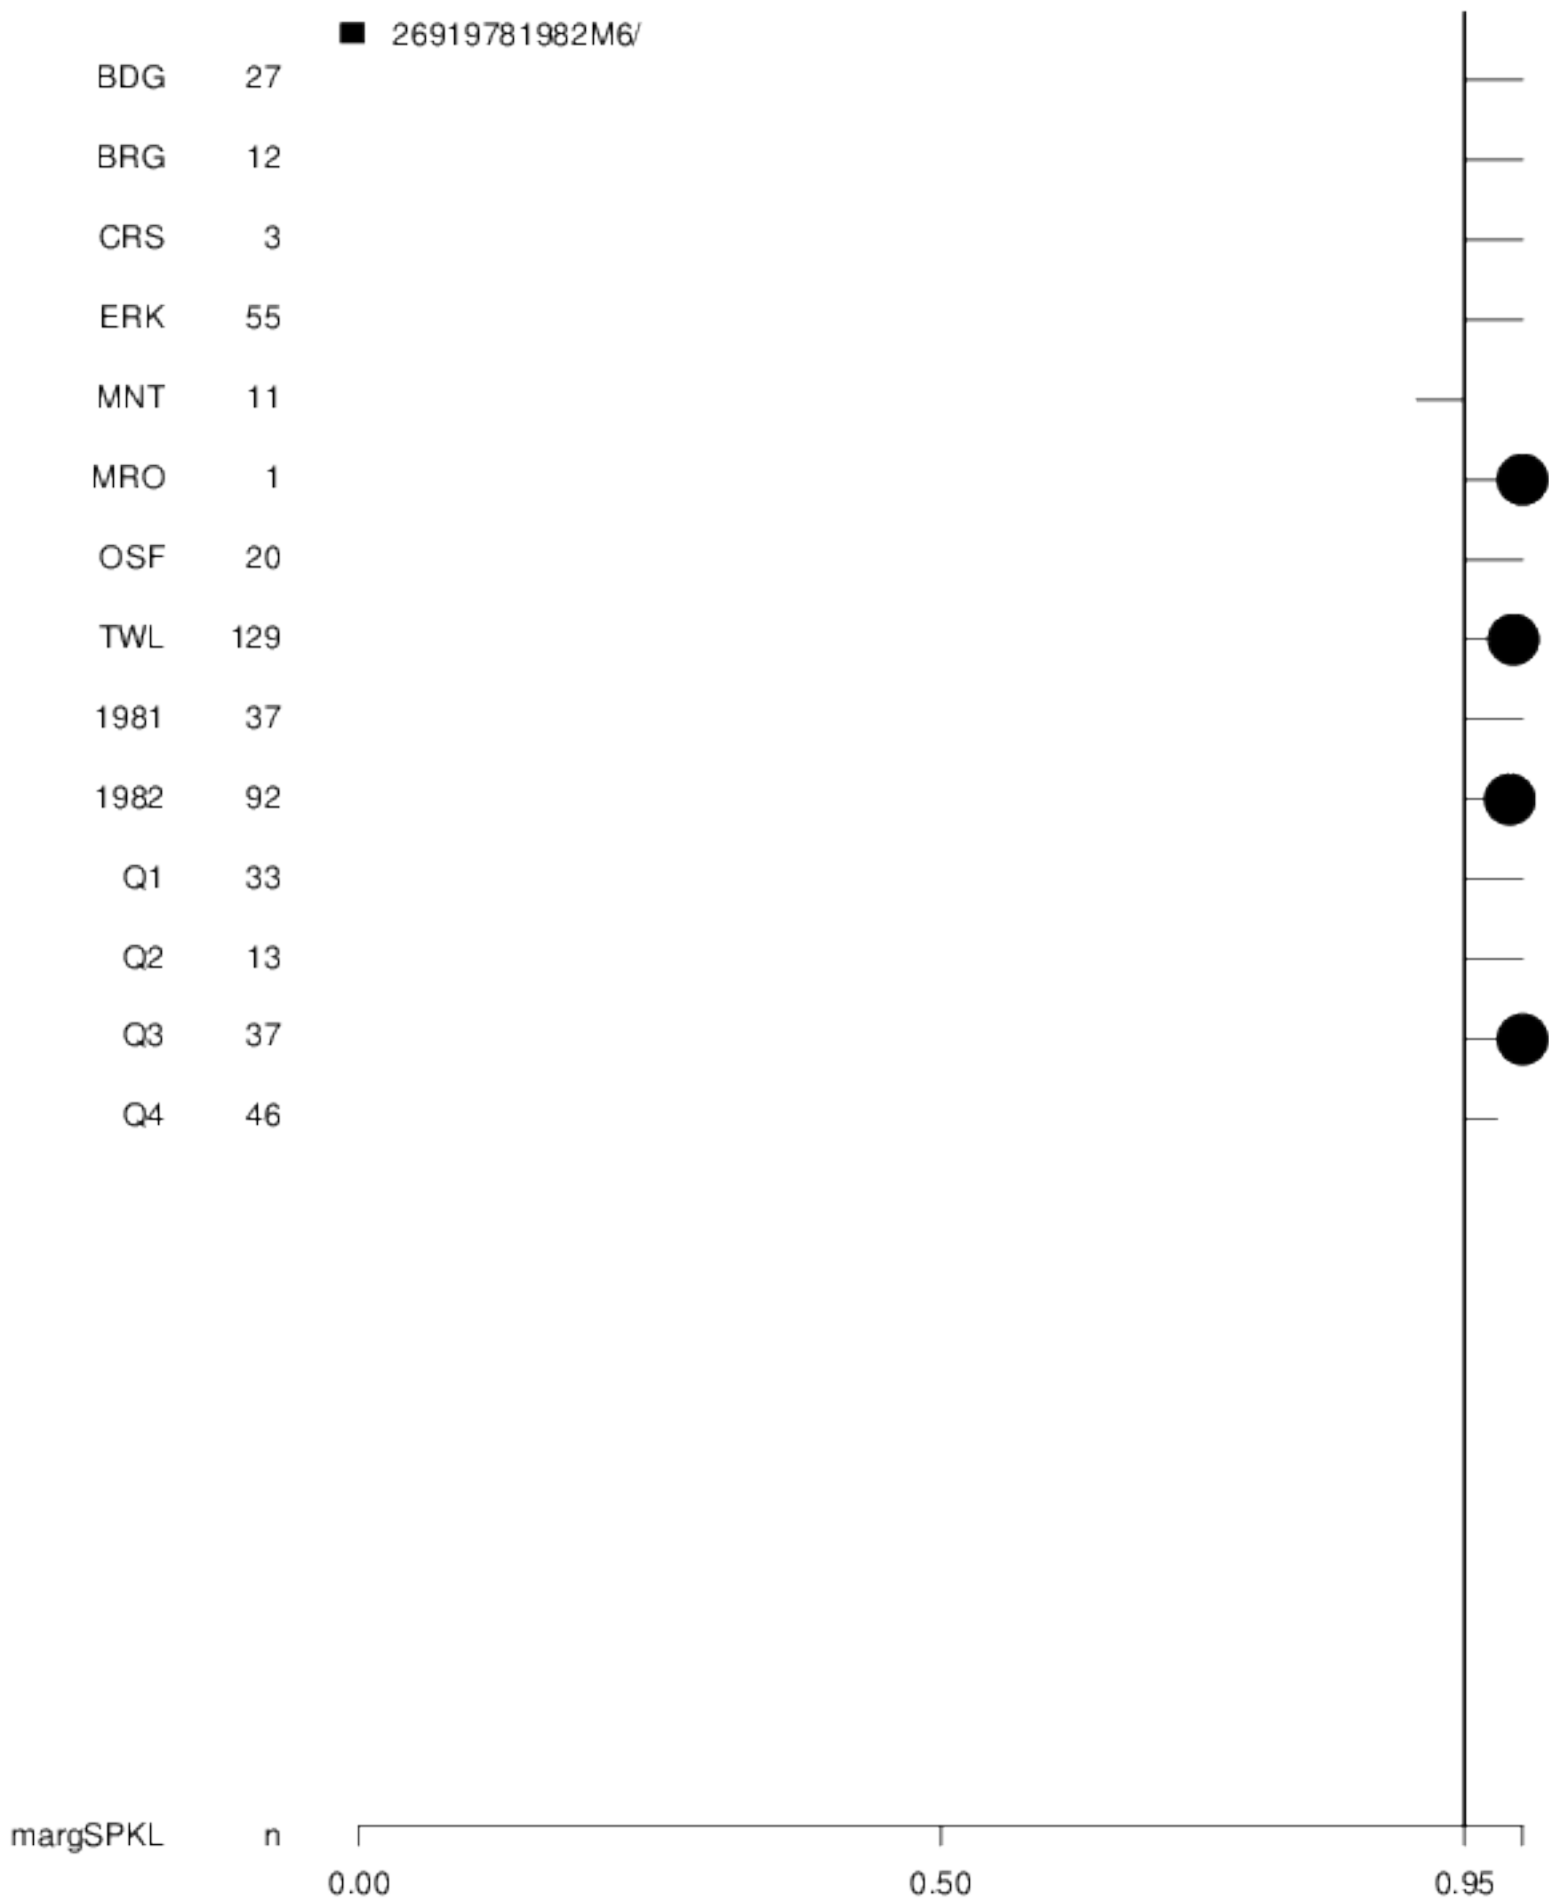 26919781982M6/
BDG 27
BRG 12
CRS 3
ERK 55
MNT 11
MRO 1
OSF 20
TWL 129
1981 37
1982 92
Q1 33
Q2 13
Q3 37
Q4 46
margSPKL n
0.00 0.50 0.95